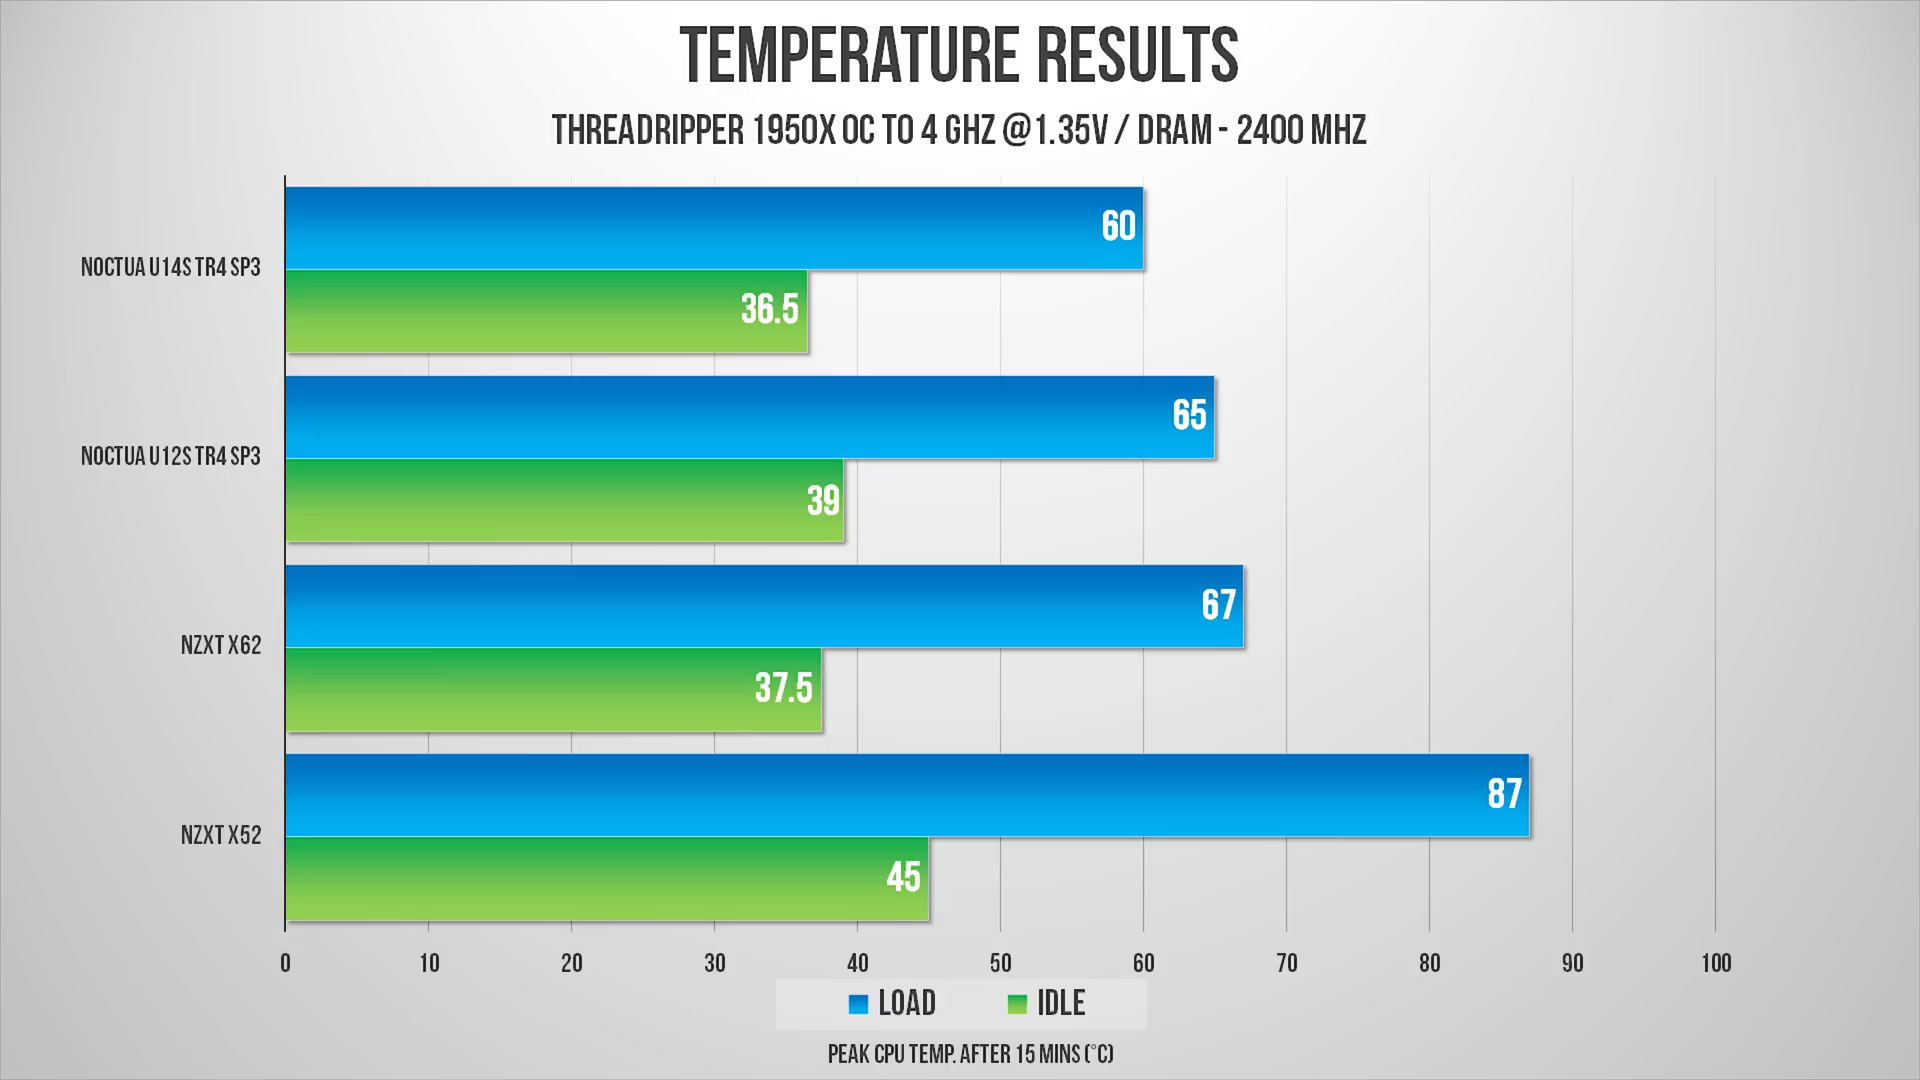 TEMPERATURE RESULTS
THREADRIPPER 1950X OC TO 4 GHZ @1.35V / DRAM - 2400 MHZ
NOCTUA U14S TR4 SP3
60
36.5
NOCTUA U12S TR4 SP3
65
39
NZXT X62
67
37.5
NZXT X52
87
45
0 10 20 30 40 50 60 70 80 90 100
LOAD IDLE
PEAK CPU TEMP. AFTER 15 MINS (°C)